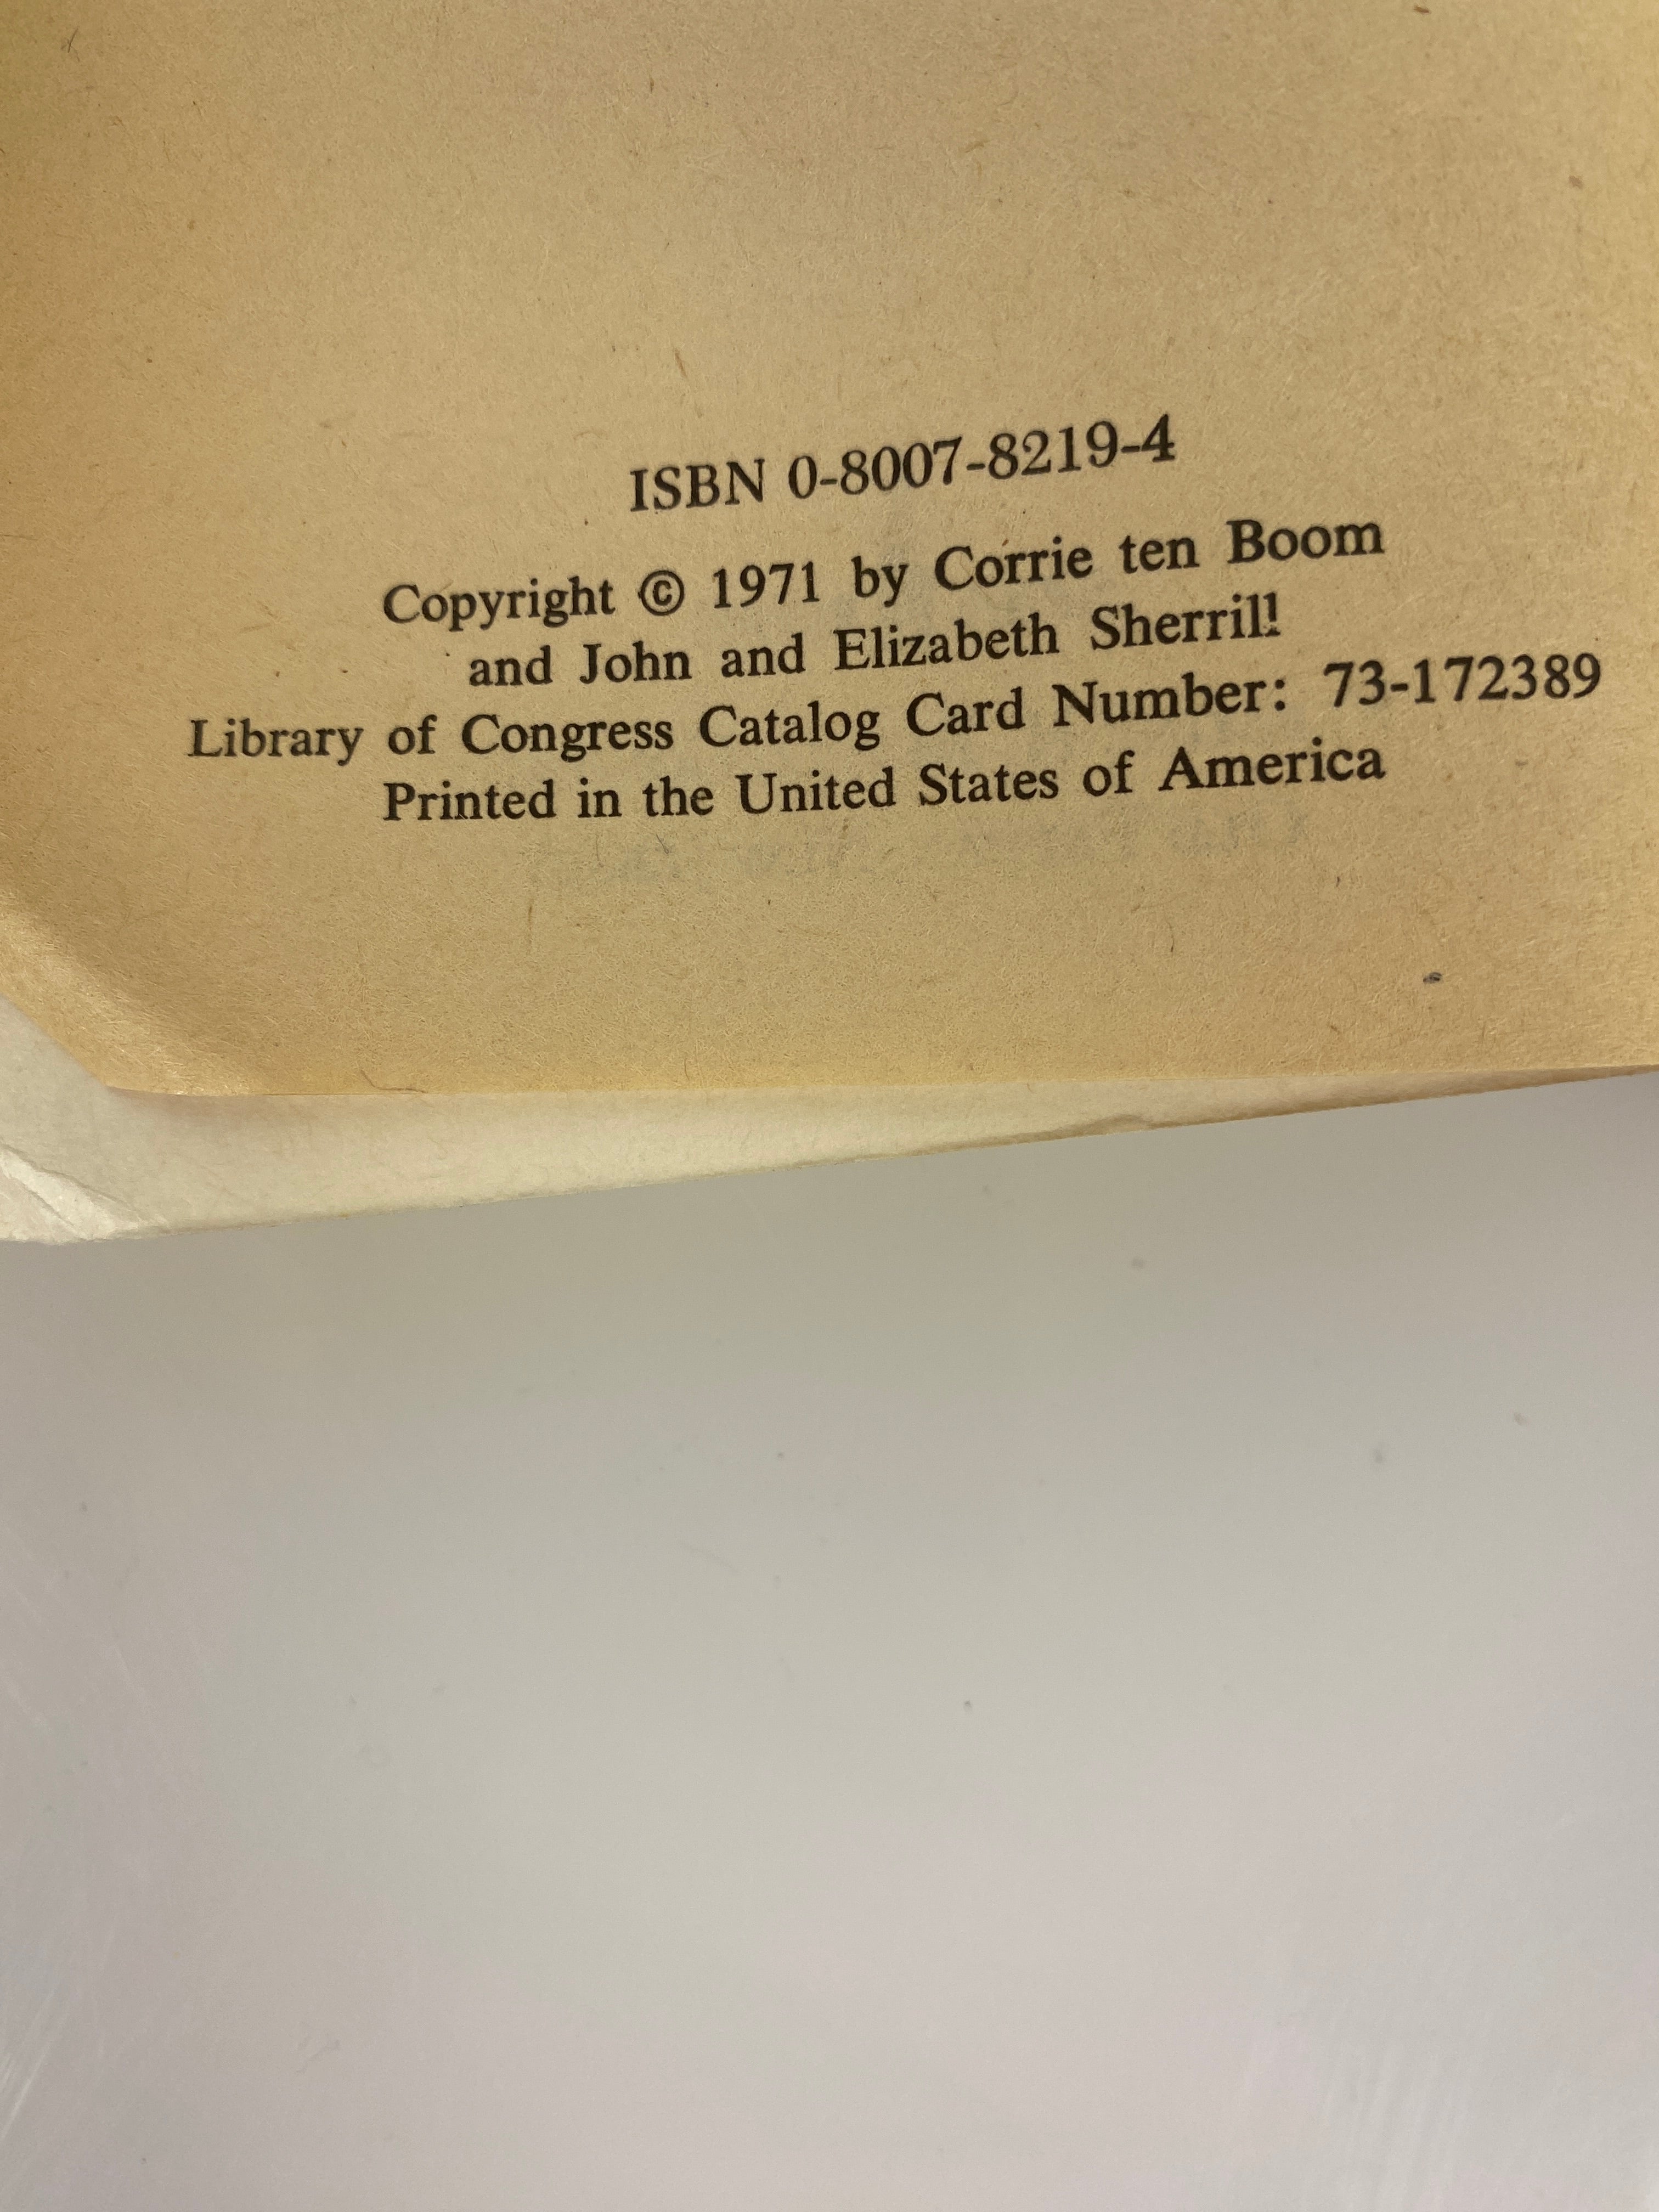 ISBN 0-8007-8219-4
Copyright © 1971 by Corrie ten Boom
and John and Elizabeth Sherrill
Library of Congress Catalog Card Number: 73-172389
Printed in the United States of America